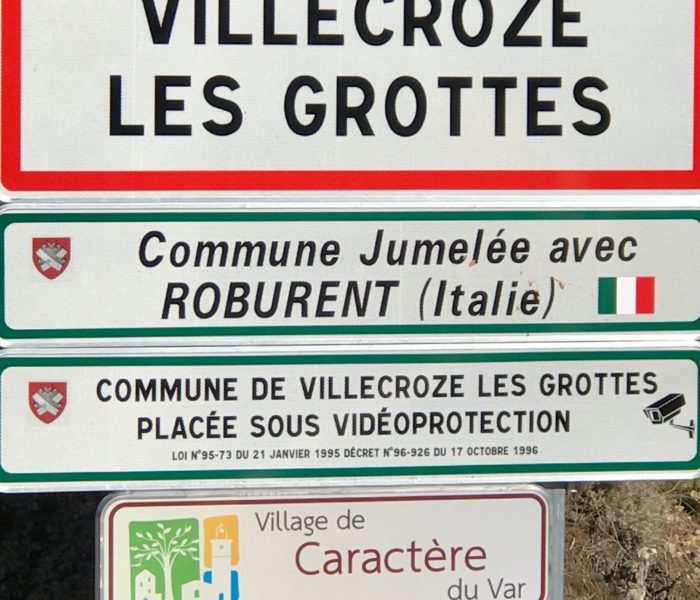 VILLECROZE
LES GROTTES
Commune Jumelée avec
ROBURENT (Italie)
COMMUNE DE VILLECROZE LES GROTTES
PLACÉE SOUS VIDÉOPROTECTION
LOI N°95-73 DU 21 JANVIER 1995 DÉCRET N°96-926 DU 17 OCTOBRE 1996
Village de
Caractère
du Var